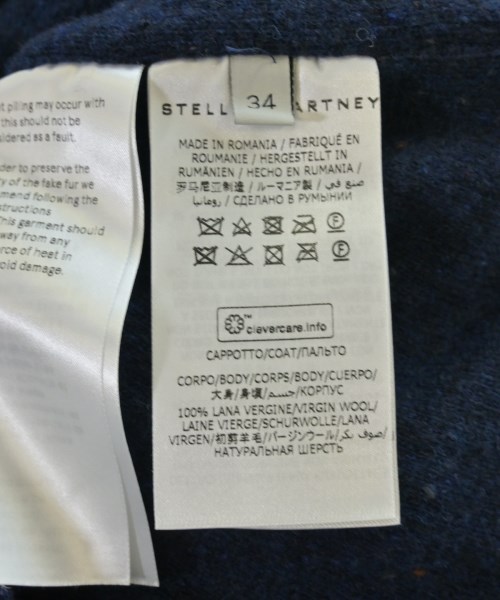 t pilling may occur with
this should not be
sidered as a fault.
der to preserve the
ty of the fake fur we
mend following the
structions
This garment should
way from any
rce of heat in
oid damage.
34
STELL ARTNEY
MADE IN ROMANIA / FABRIQUÉ EN
ROUMANIE / HERGESTELLT IN
RUMÄNIEN / HECHO EN RUMANIA /
罗马尼亚制造 / ルーマニア製 / صنع في
رومانيا / СДЕЛАНО В РУМЫНИИ
F
F
clevercare.info
TM
CAPPOTTO/COAT/ПАЛЬТО
CORPO/BODY/CORPS/BODY/CUERPO/
大身/身頃/جسم/КОРПУС
100% LANA VERGINE/VIRGIN WOOL/
LAINE VIERGE/SCHURWOLLE/LANA
VIRGEN/初剪羊毛/バージンウール/صوف بكر/
НАТУРАЛЬНАЯ ШЕРСТЬ